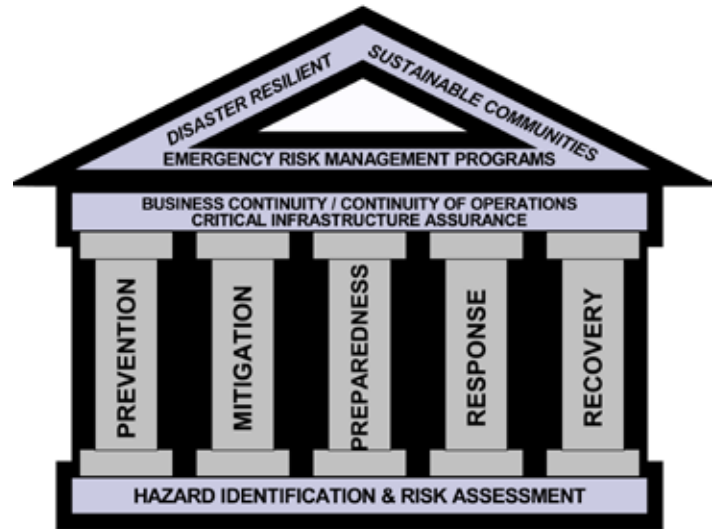 DISASTER RESILIENT
SUSTAINABLE COMMUNITIES
EMERGENCY RISK MANAGEMENT PROGRAMS
BUSINESS CONTINUITY / CONTINUITY OF OPERATIONS
CRITICAL INFRASTRUCTURE ASSURANCE
PREVENTION
MITIGATION
PREPAREDNESS
RESPONSE
RECOVERY
HAZARD IDENTIFICATION & RISK ASSESSMENT